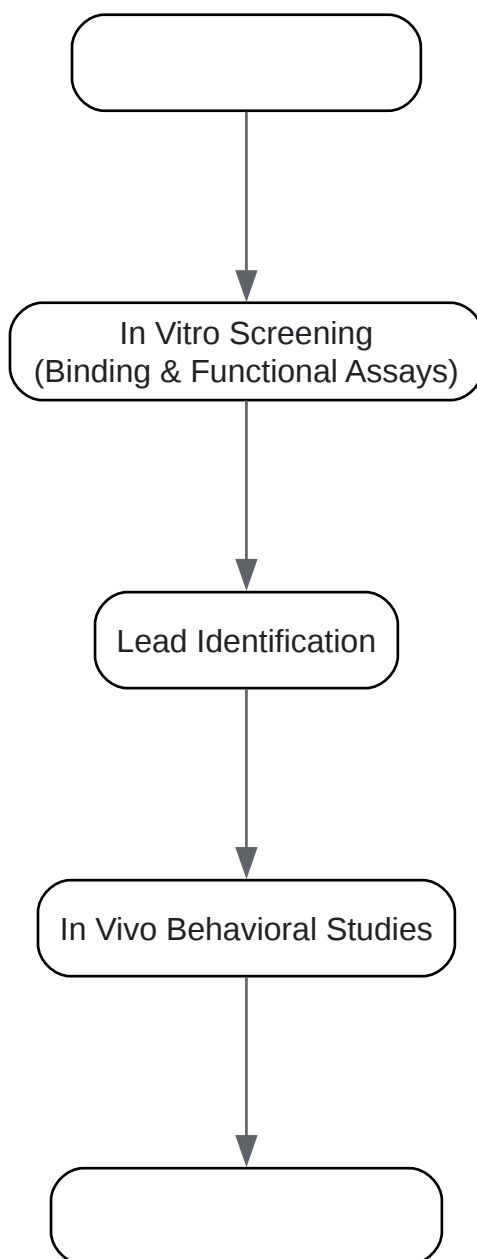 In Vitro Screening
(Binding & Functional Assays)
Lead Identification
In Vivo Behavioral Studies